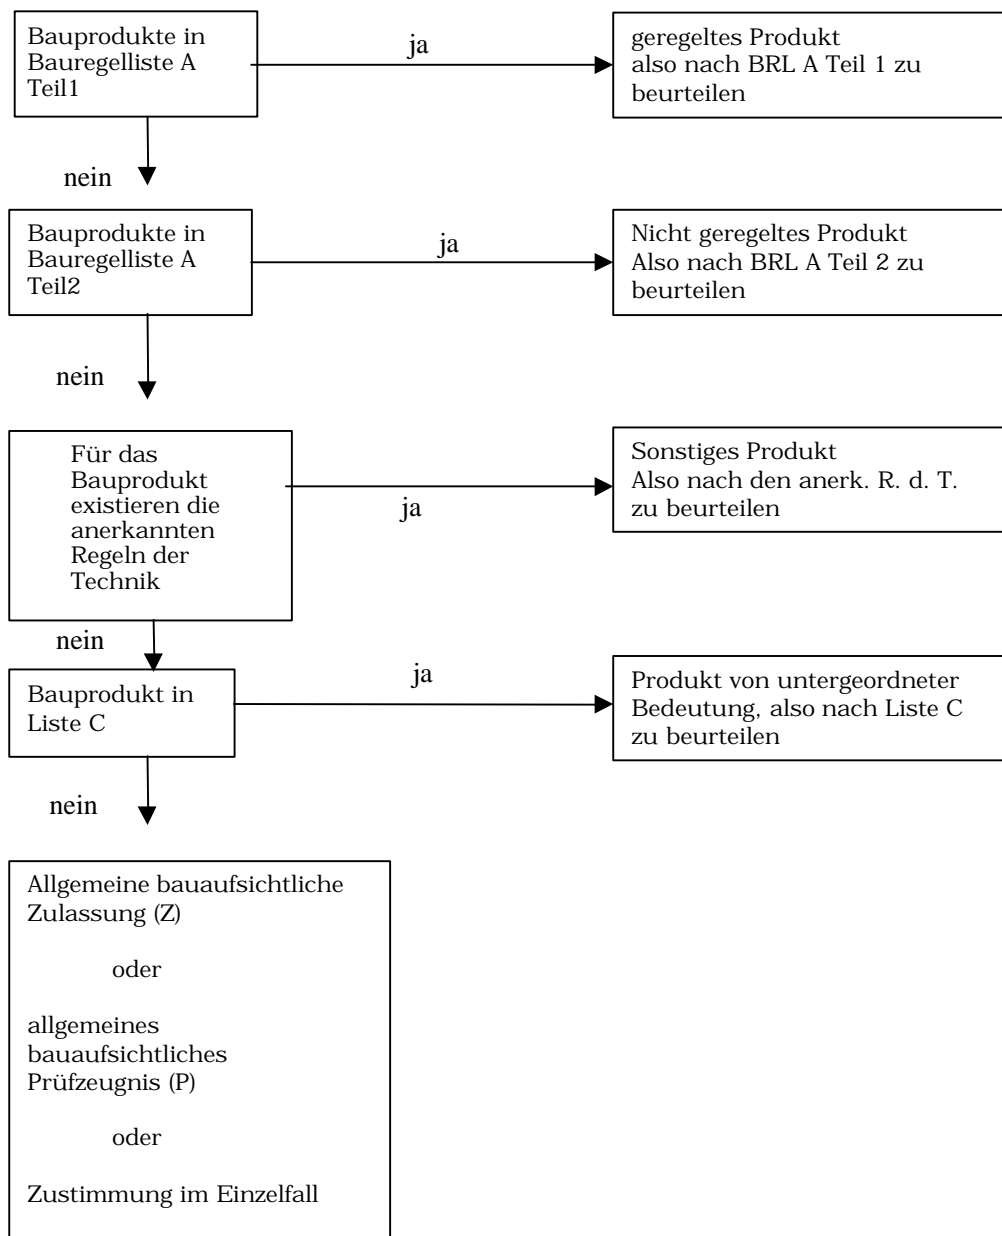 Bauprodukte in
Bauregelliste A
Teil1
ja
geregeltes Produkt
also nach BRL A Teil 1 zu
beurteilen
nein
Bauprodukte in
Bauregelliste A
Teil2
ja
Nicht geregeltes Produkt
Also nach BRL A Teil 2 zu
beurteilen
nein
Für das
Bauprodukt
existieren die
anerkannten
Regeln der
Technik
ja
Sonstiges Produkt
Also nach den anerk. R. d. T.
zu beurteilen
nein
Bauprodukt in
Liste C
ja
Produkt von untergeordneter
Bedeutung, also nach Liste C
zu beurteilen
nein
Allgemeine bauaufsichtliche
Zulassung (Z)
oder
allgemeines
bauaufsichtliches
Prüfzeugnis (P)
oder
Zustimmung im Einzelfall